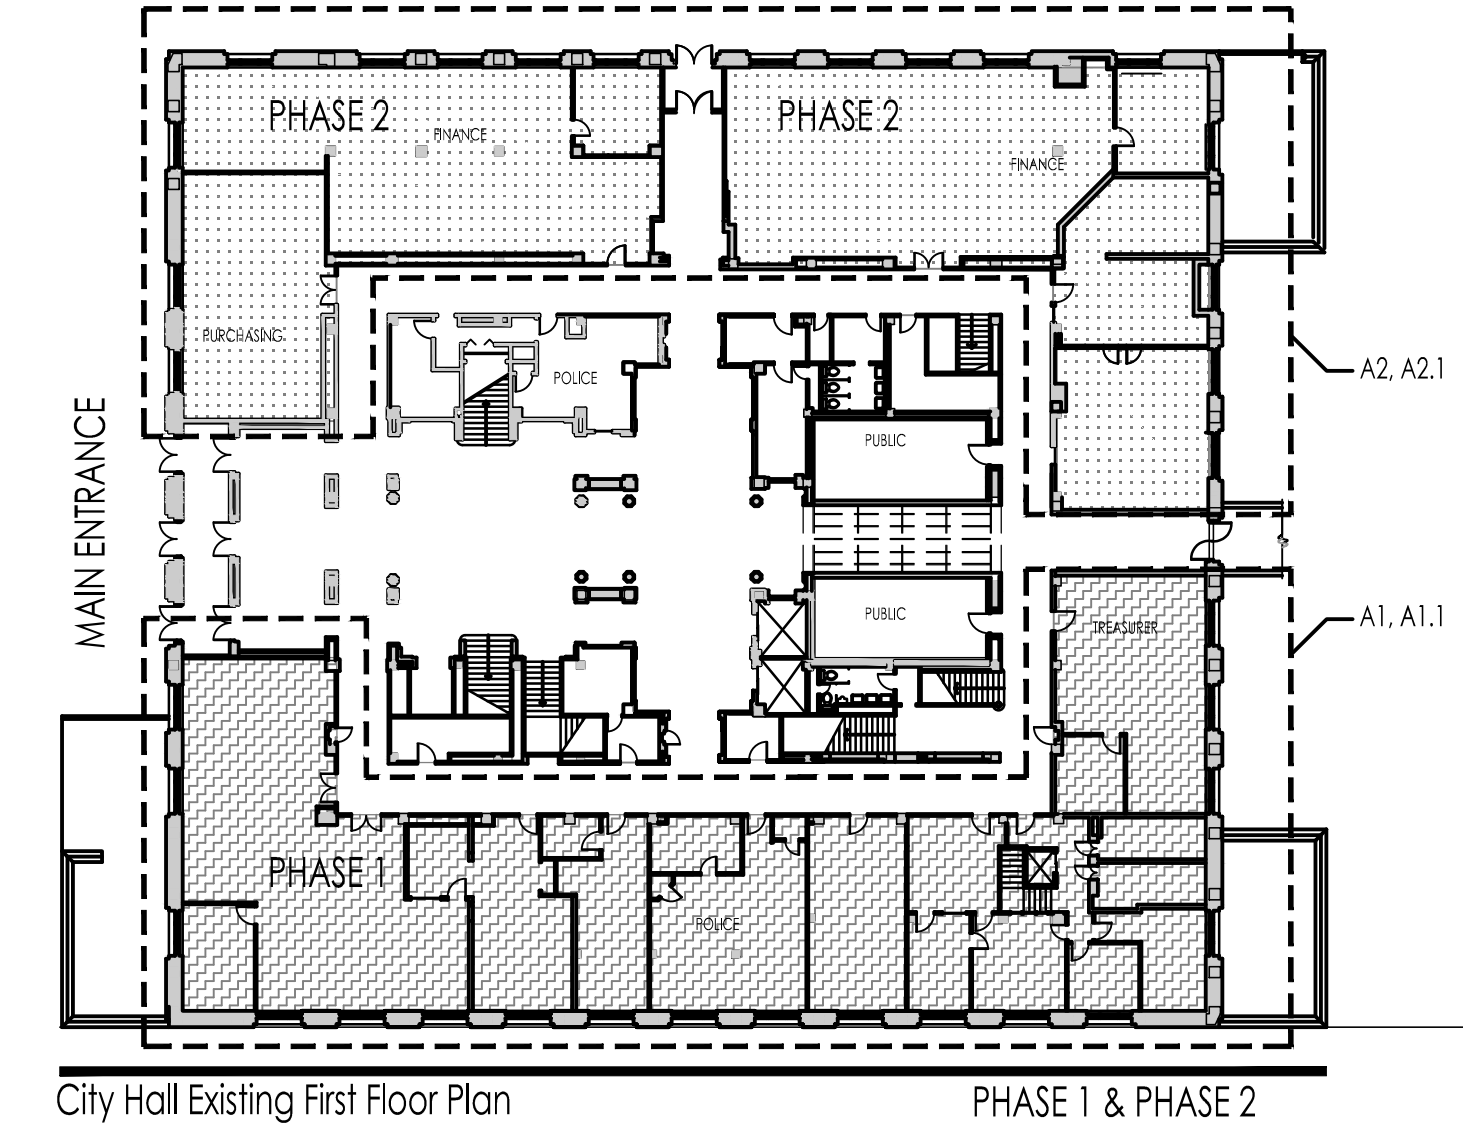 PHASE 2
PHASE 2
FINANCE
FINANCE
PURCHASING
POLICE
A2, A2.1
MAIN ENTRANCE
PUBLIC
PUBLIC
A1, A1.1
TREASURER
PHASE 1
POLICE
City Hall Existing First Floor Plan
PHASE 1 & PHASE 2